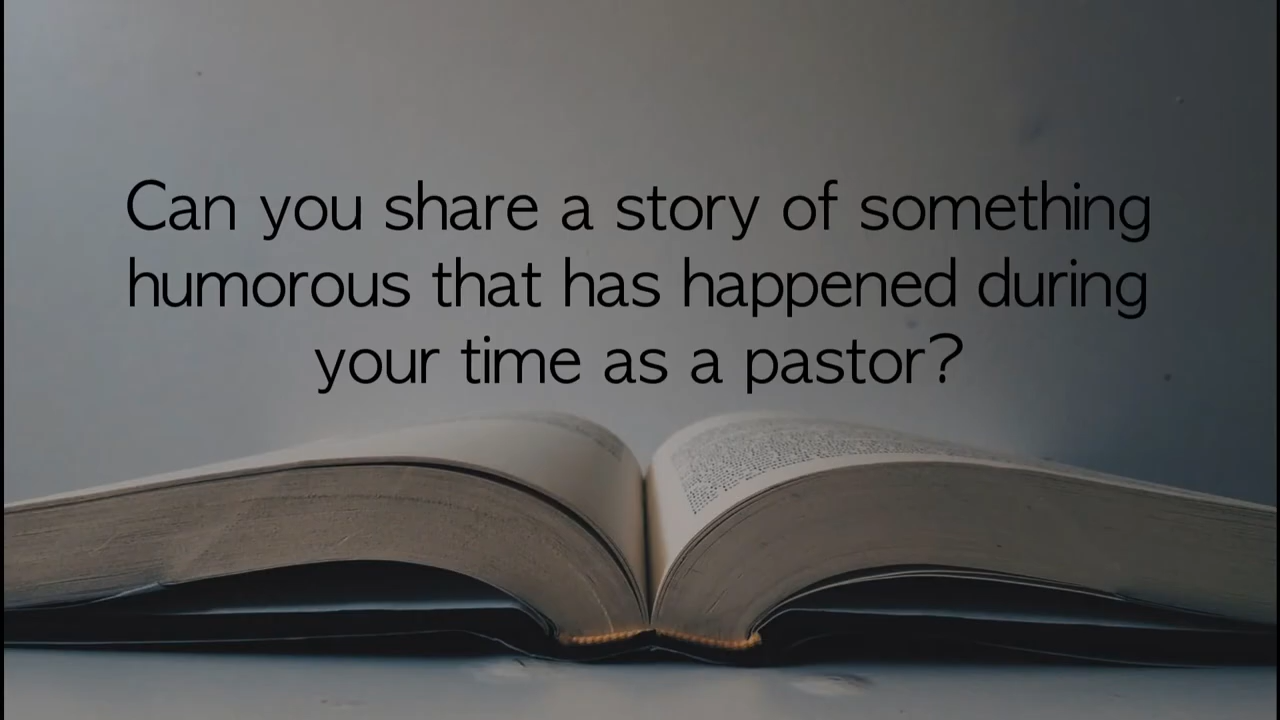 Can you share a story of something
humorous that has happened during
your time as a pastor?